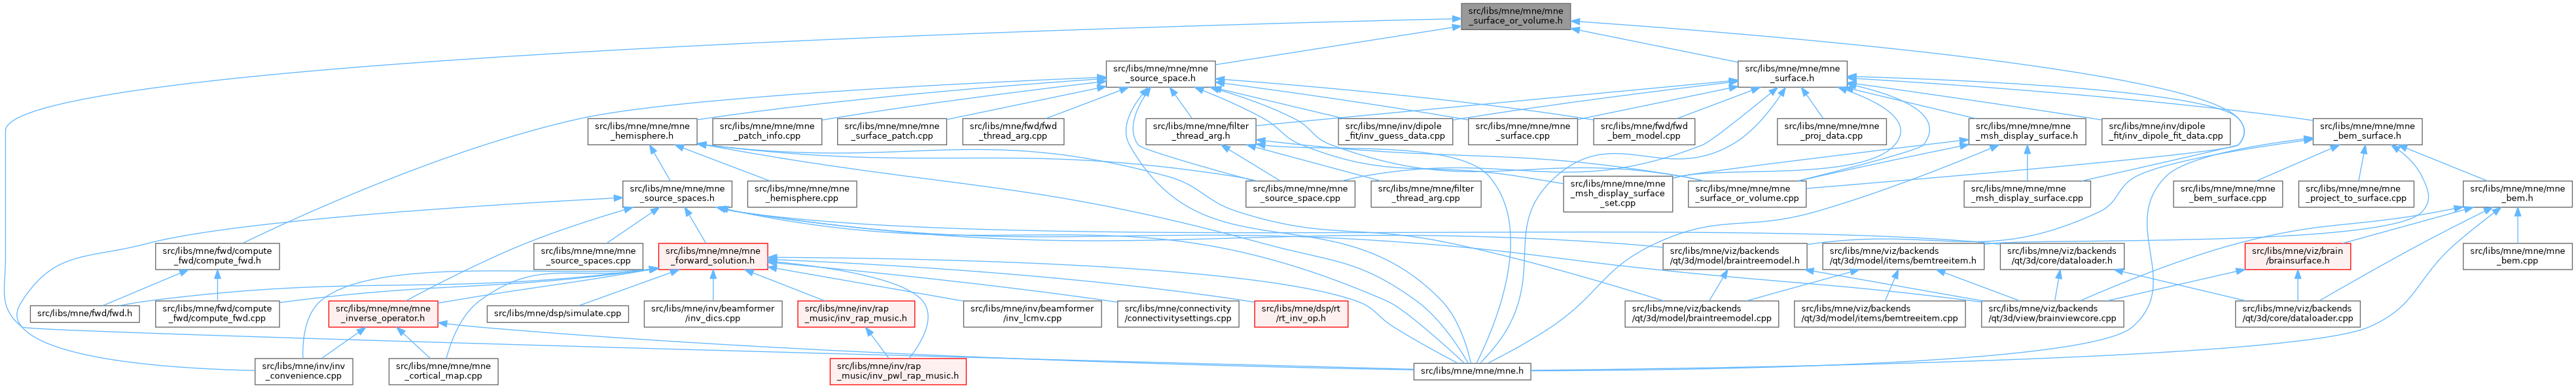 src/libs/mne/mne/mne
_surface_or_volume.h
src/libs/mne/mne/mne
_source_space.h
src/libs/mne/mne/mne
_surface.h
src/libs/mne/mne/mne
_hemisphere.h
src/libs/mne/mne/mne
_patch_info.cpp
src/libs/mne/mne/mne
_surface_patch.cpp
src/libs/mne/fwd/fwd
_thread_arg.cpp
src/libs/mne/mne/filter
_thread_arg.h
src/libs/mne/inv/dipole
_fit/inv_guess_data.cpp
src/libs/mne/mne/mne
_surface.cpp
src/libs/mne/fwd/fwd
_bem_model.cpp
src/libs/mne/mne/mne
_proj_data.cpp
src/libs/mne/mne/mne
_msh_display_surface.h
src/libs/mne/inv/dipole
_fit/inv_dipole_fit_data.cpp
src/libs/mne/mne/mne
_bem_surface.h
src/libs/mne/mne/mne
_source_spaces.h
src/libs/mne/mne/mne
_hemisphere.cpp
src/libs/mne/mne/mne
_source_space.cpp
src/libs/mne/mne/filter
_thread_arg.cpp
src/libs/mne/mne/mne
_msh_display_surface
_set.cpp
src/libs/mne/mne/mne
_surface_or_volume.cpp
src/libs/mne/mne/mne
_msh_display_surface.cpp
src/libs/mne/mne/mne
_bem_surface.cpp
src/libs/mne/mne/mne
_project_to_surface.cpp
src/libs/mne/mne/mne
_bem.h
src/libs/mne/fwd/compute
_fwd/compute_fwd.h
src/libs/mne/mne/mne
_source_spaces.cpp
src/libs/mne/mne/mne
_forward_solution.h
src/libs/mne/viz/backends
/qt/3d/model/braintreemodel.h
src/libs/mne/viz/backends
/qt/3d/model/items/bemtreeitem.h
src/libs/mne/viz/backends
/qt/3d/core/dataloader.h
src/libs/mne/viz/brain
/brainsurface.h
src/libs/mne/mne/mne
_bem.cpp
src/libs/mne/fwd/fwd.h
src/libs/mne/fwd/compute
_fwd/compute_fwd.cpp
src/libs/mne/mne/mne
_inverse_operator.h
src/libs/mne/dsp/simulate.cpp
src/libs/mne/inv/beamformer
/inv_dics.cpp
src/libs/mne/inv/rap
_music/inv_rap_music.h
src/libs/mne/inv/beamformer
/inv_lcmv.cpp
src/libs/mne/connectivity
/connectivitysettings.cpp
src/libs/mne/dsp/rt
/rt_inv_op.h
src/libs/mne/viz/backends
/qt/3d/model/braintreemodel.cpp
src/libs/mne/viz/backends
/qt/3d/model/items/bemtreeitem.cpp
src/libs/mne/viz/backends
/qt/3d/view/brainviewcore.cpp
src/libs/mne/viz/backends
/qt/3d/core/dataloader.cpp
src/libs/mne/inv/inv
_convenience.cpp
src/libs/mne/mne/mne
_cortical_map.cpp
src/libs/mne/inv/rap
_music/inv_pwl_rap_music.h
src/libs/mne/mne/mne.h